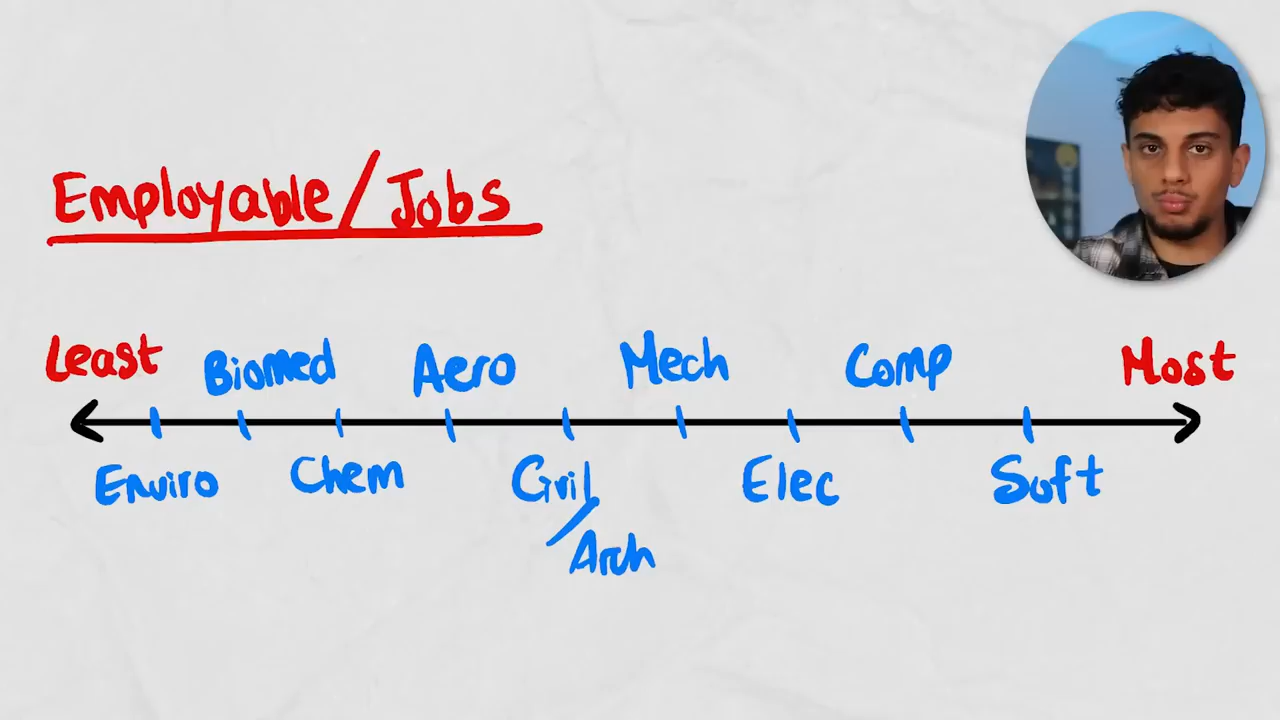 Employable/Jobs
Least Biomed Aero Mech Comp Most
Enviro Chem Civil Elec Soft
/Arch